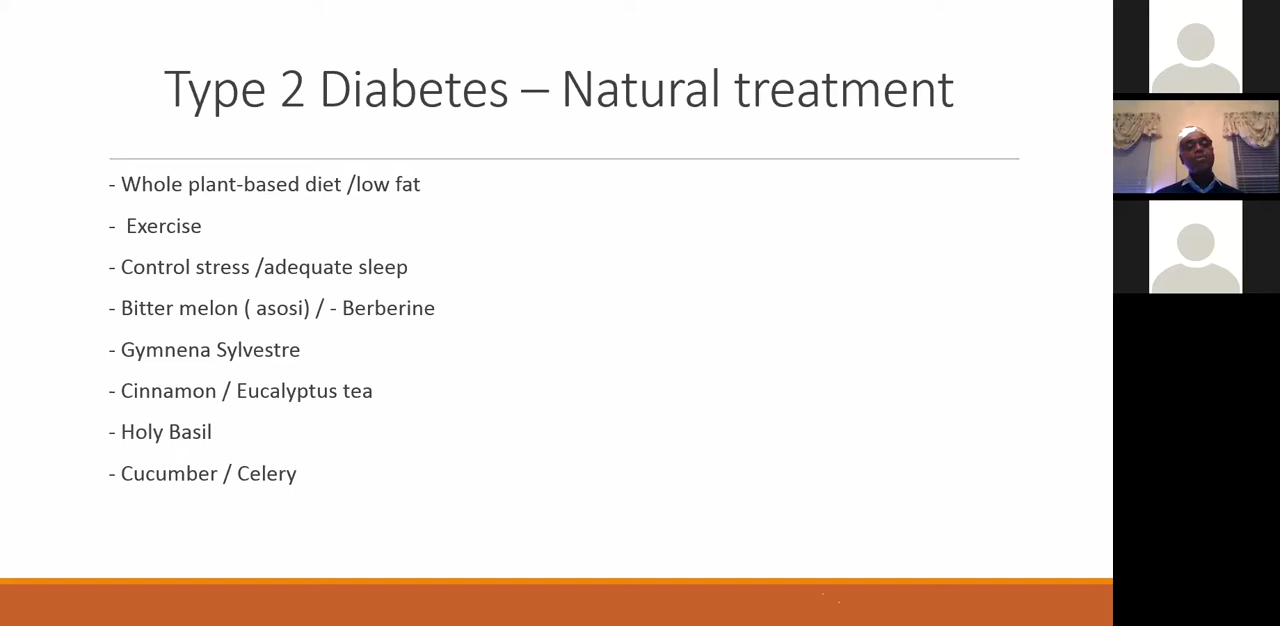 Type 2 Diabetes – Natural treatment
- Whole plant-based diet /low fat
- Exercise
- Control stress /adequate sleep
- Bitter melon ( asosi) / - Berberine
- Gymnena Sylvestre
- Cinnamon / Eucalyptus tea
- Holy Basil
- Cucumber / Celery